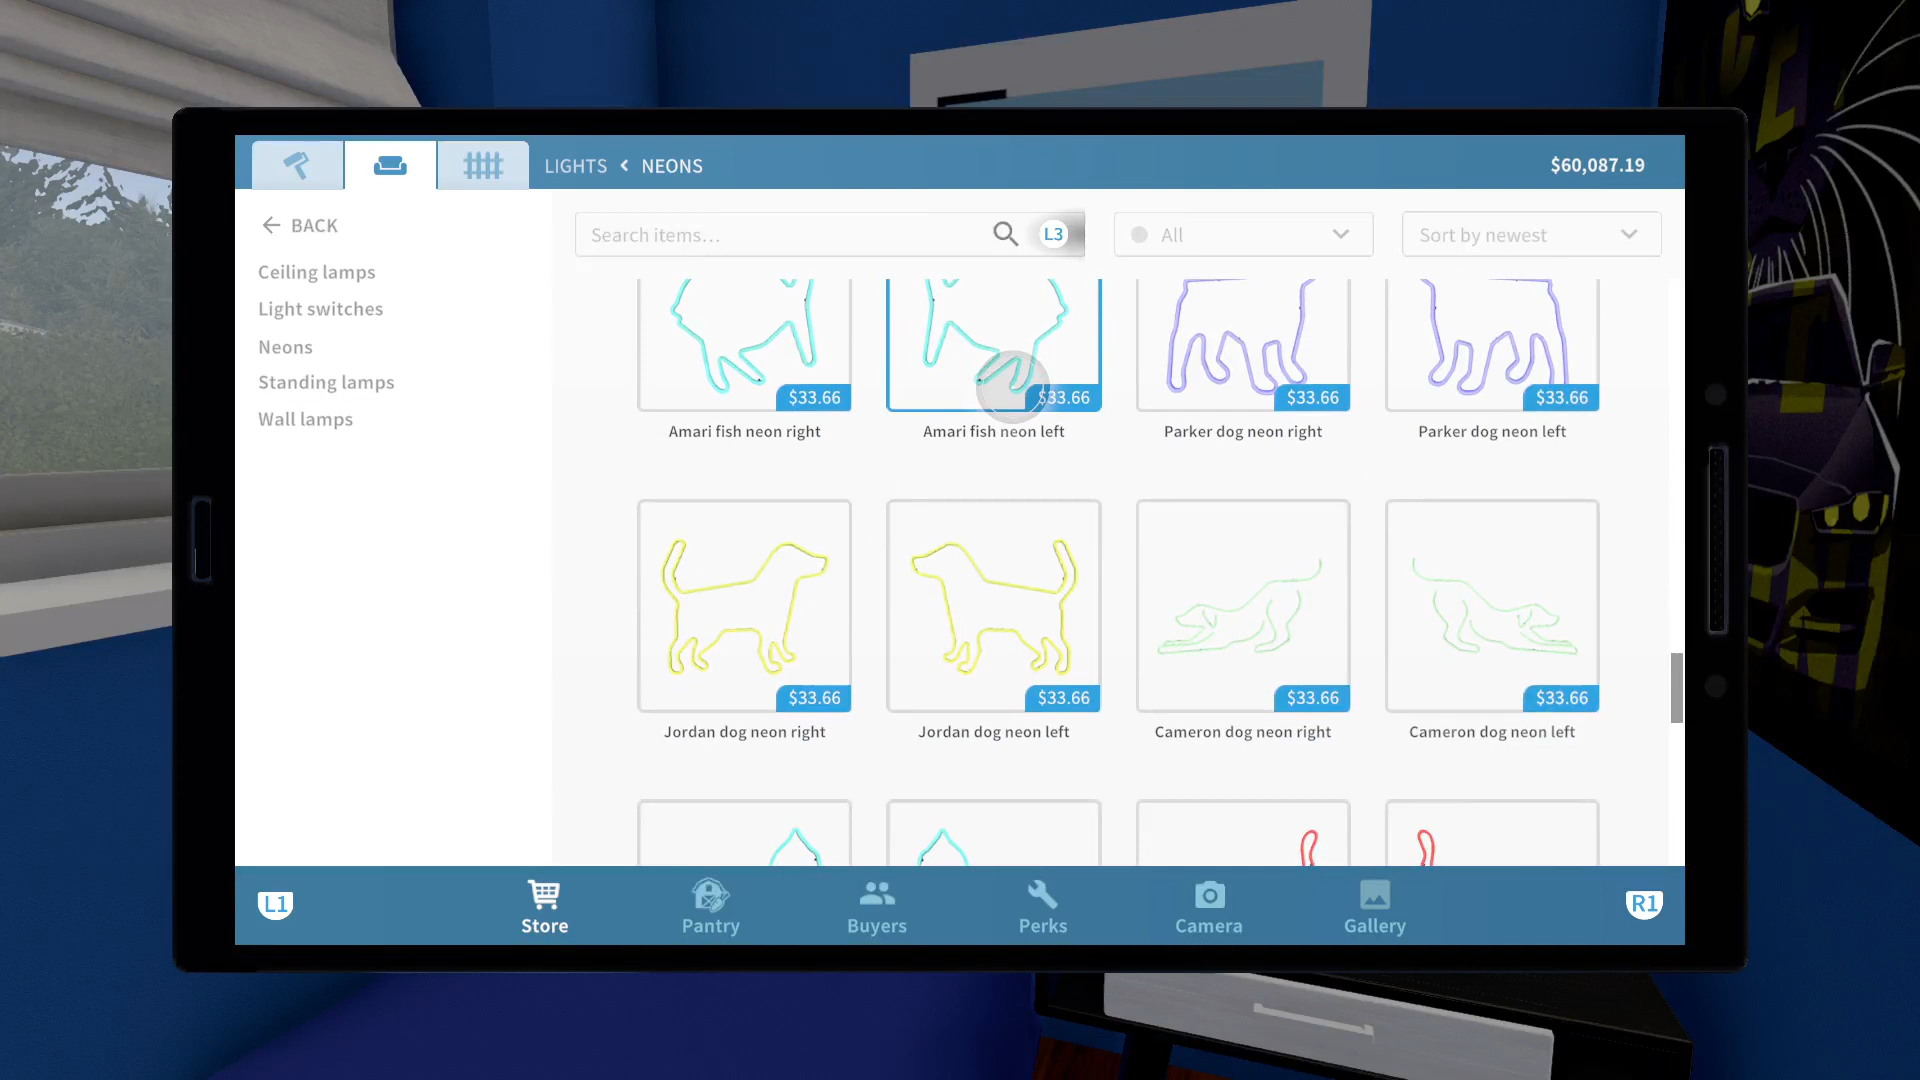 LIGHTS < NEONS
$60,087.19
BACK
Search items...
L3
All
Sort by newest
Ceiling lamps
Light switches
Neons
Standing lamps
Wall lamps
$33.66
$33.66
$33.66
$33.66
Amari fish neon right
Amari fish neon left
Parker dog neon right
Parker dog neon left
$33.66
$33.66
$33.66
$33.66
Jordan dog neon right
Jordan dog neon left
Cameron dog neon right
Cameron dog neon left
L1
Store
Pantry
Buyers
Perks
Camera
Gallery
R1